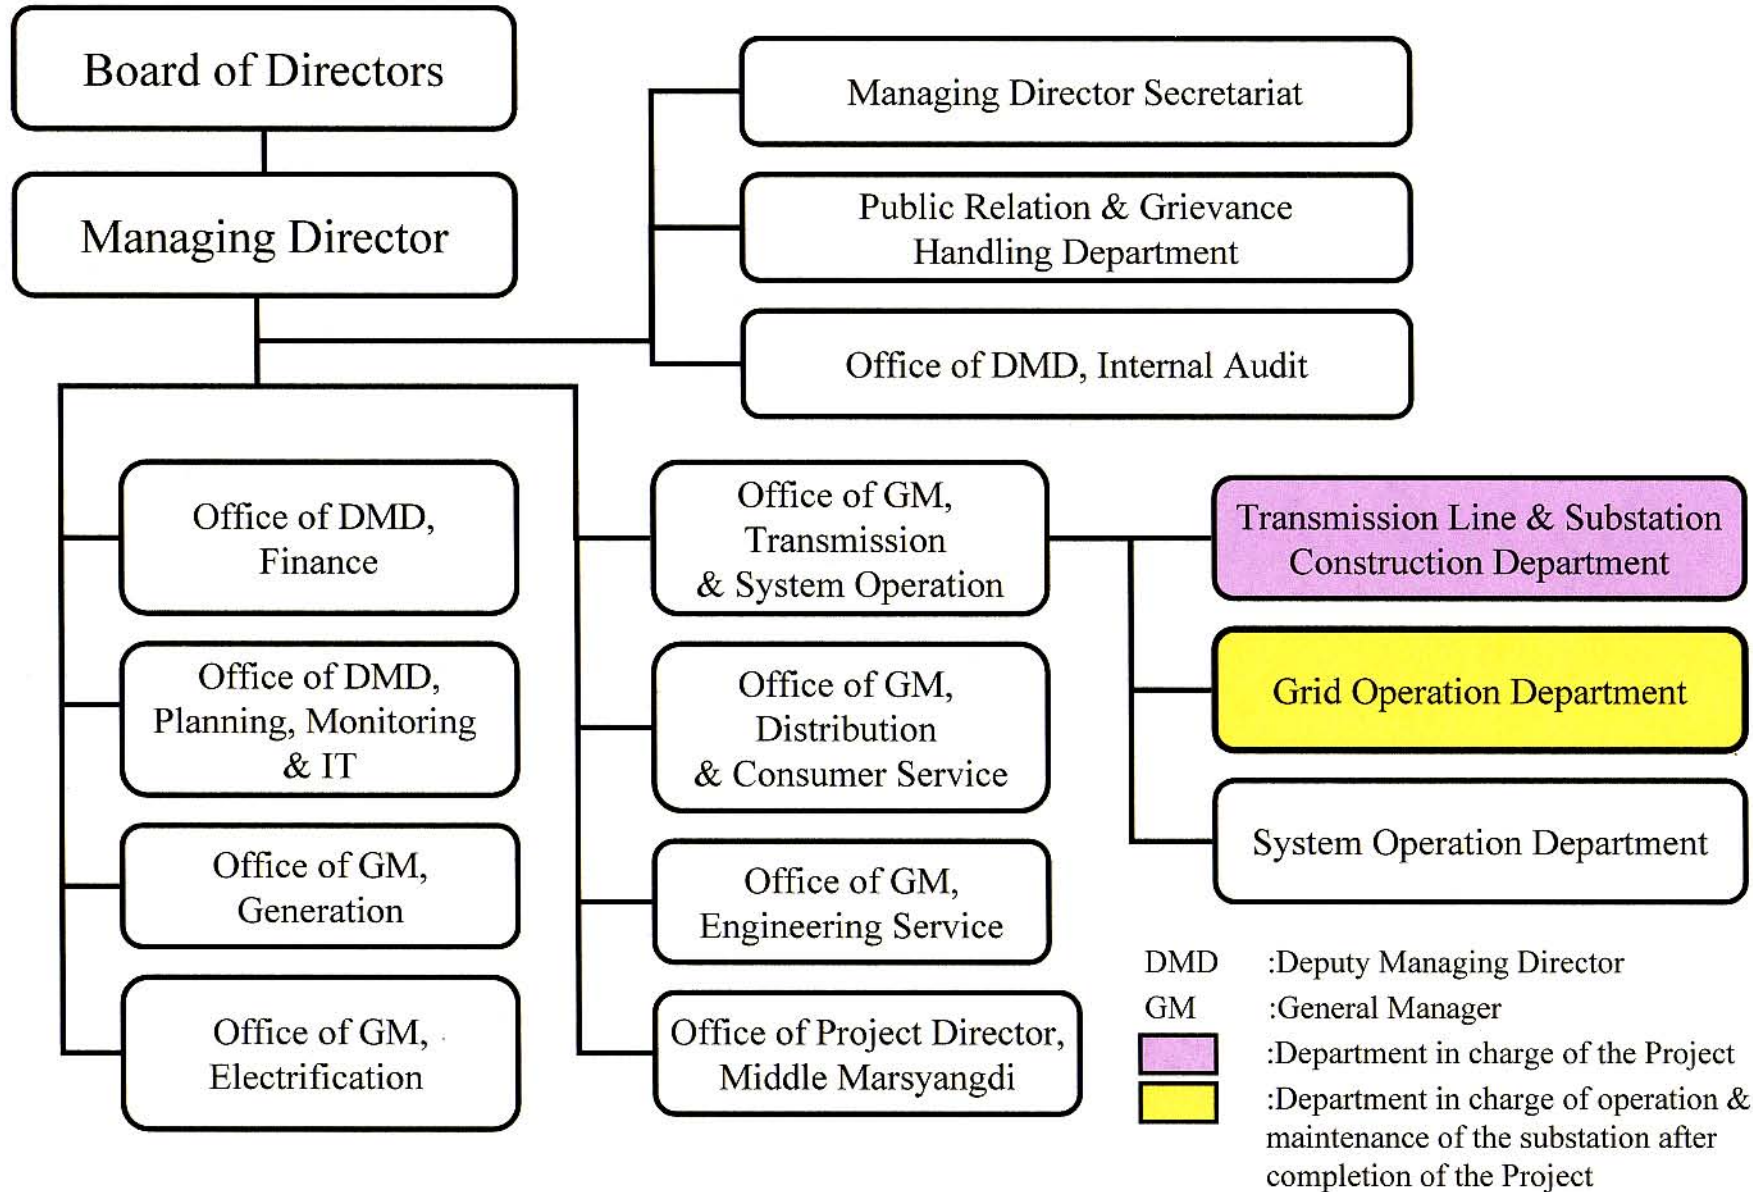 Board of Directors
Managing Director
Managing Director Secretariat
Public Relation & Grievance
Handling Department
Office of DMD, Internal Audit
Office of DMD,
Finance
Office of DMD,
Planning, Monitoring
& IT
Office of GM,
Generation
Office of GM,
Electrification
Office of GM,
Transmission
& System Operation
Office of GM,
Distribution
& Consumer Service
Office of GM,
Engineering Service
Office of Project Director,
Middle Marsyangdi
Transmission Line & Substation
Construction Department
Grid Operation Department
System Operation Department
DMD :Deputy Managing Director
GM :General Manager
:Department in charge of the Project
:Department in charge of operation &
maintenance of the substation after
completion of the Project